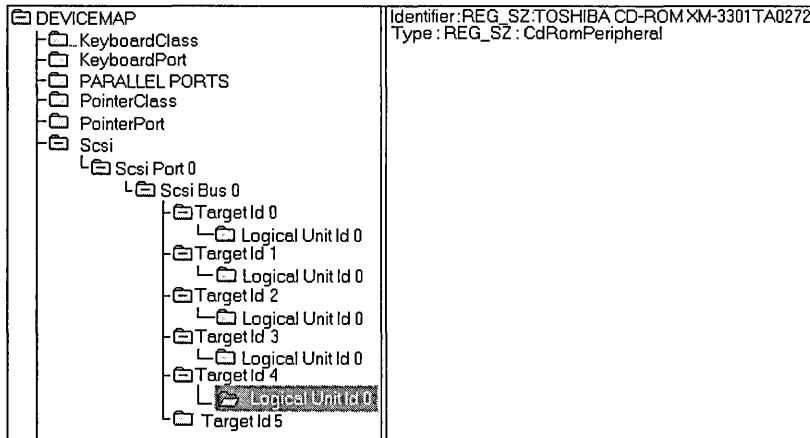 DEVICEMAP
KeyboardClass
KeyboardPort
PARALLEL PORTS
PointerClass
PointerPort
Scsi
Scsi Port 0
Scsi Bus 0
Target Id 0
Logical Unit Id 0
Target Id 1
Logical Unit Id 0
Target Id 2
Logical Unit Id 0
Target Id 3
Logical Unit Id 0
Target Id 4
Logical Unit Id 0
Target Id 5
Identifier:REG_SZ:TOSHIBA CD-ROM XM-3301TA0272
Type : REG_SZ : CdRomPeripheral